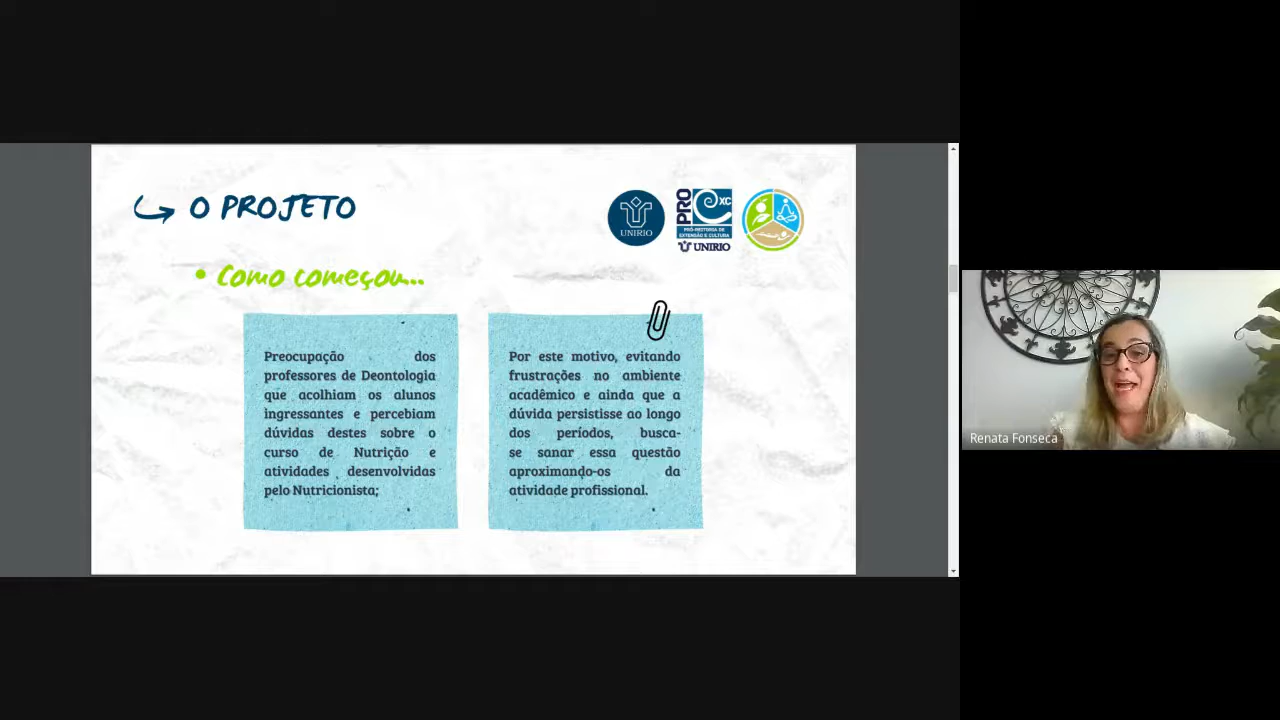 O PROJETO
UNIRIO
PRO
EXC
PRÓ-REITORIA DE
EXTENSÃO E CULTURA
UNIRIO
• Como começou...
Preocupação dos
professores de Deontologia
que acolhiam os alunos
ingressantes e percebiam
dúvidas destes sobre o
curso de Nutrição e
atividades desenvolvidas
pelo Nutricionista;
Por este motivo, evitando
frustrações no ambiente
acadêmico e ainda que a
dúvida persistisse ao longo
dos períodos, busca-
se sanar essa questão
aproximando-os da
atividade profissional.
Renata Fonseca